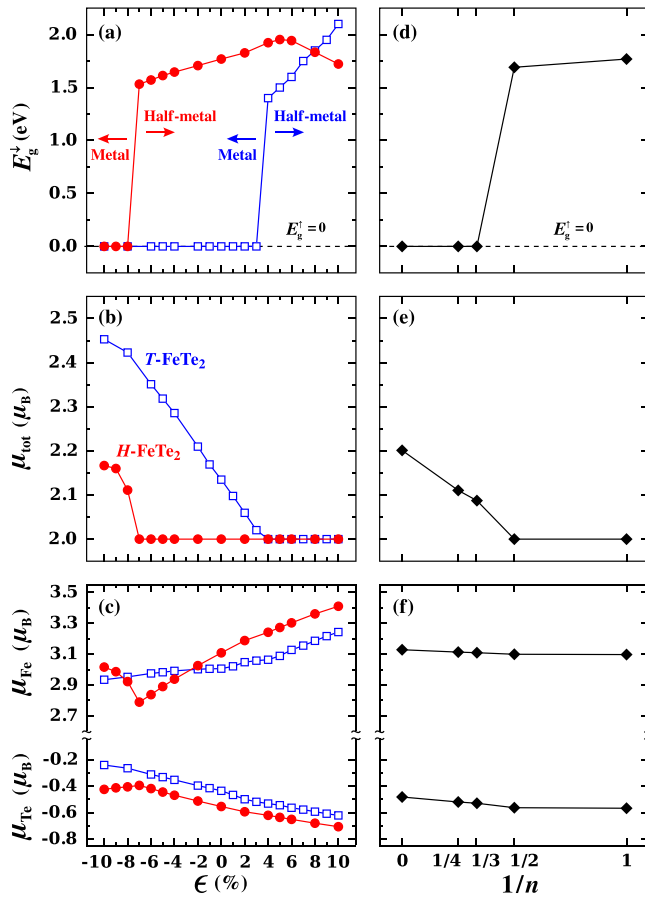 (a)
(d)
E_g^↓ (eV)
2.0
1.5
1.0
0.5
0.0
Half-metal
Metal
Half-metal
Metal
E_g^↑ = 0
E_g^↑ = 0
(b)
(e)
μ_tot (μ_B)
2.5
2.4
2.3
2.2
2.1
2.0
T-FeTe₂
H-FeTe₂
(c)
(f)
μ_Fe (μ_B)
3.5
3.3
3.1
2.9
2.7
μ_Te (μ_B)
-0.2
-0.4
-0.6
-0.8
-10 -8 -6 -4 -2 0 2 4 6 8 10
ϵ (%)
0 1/4 1/3 1/2 1
1/n